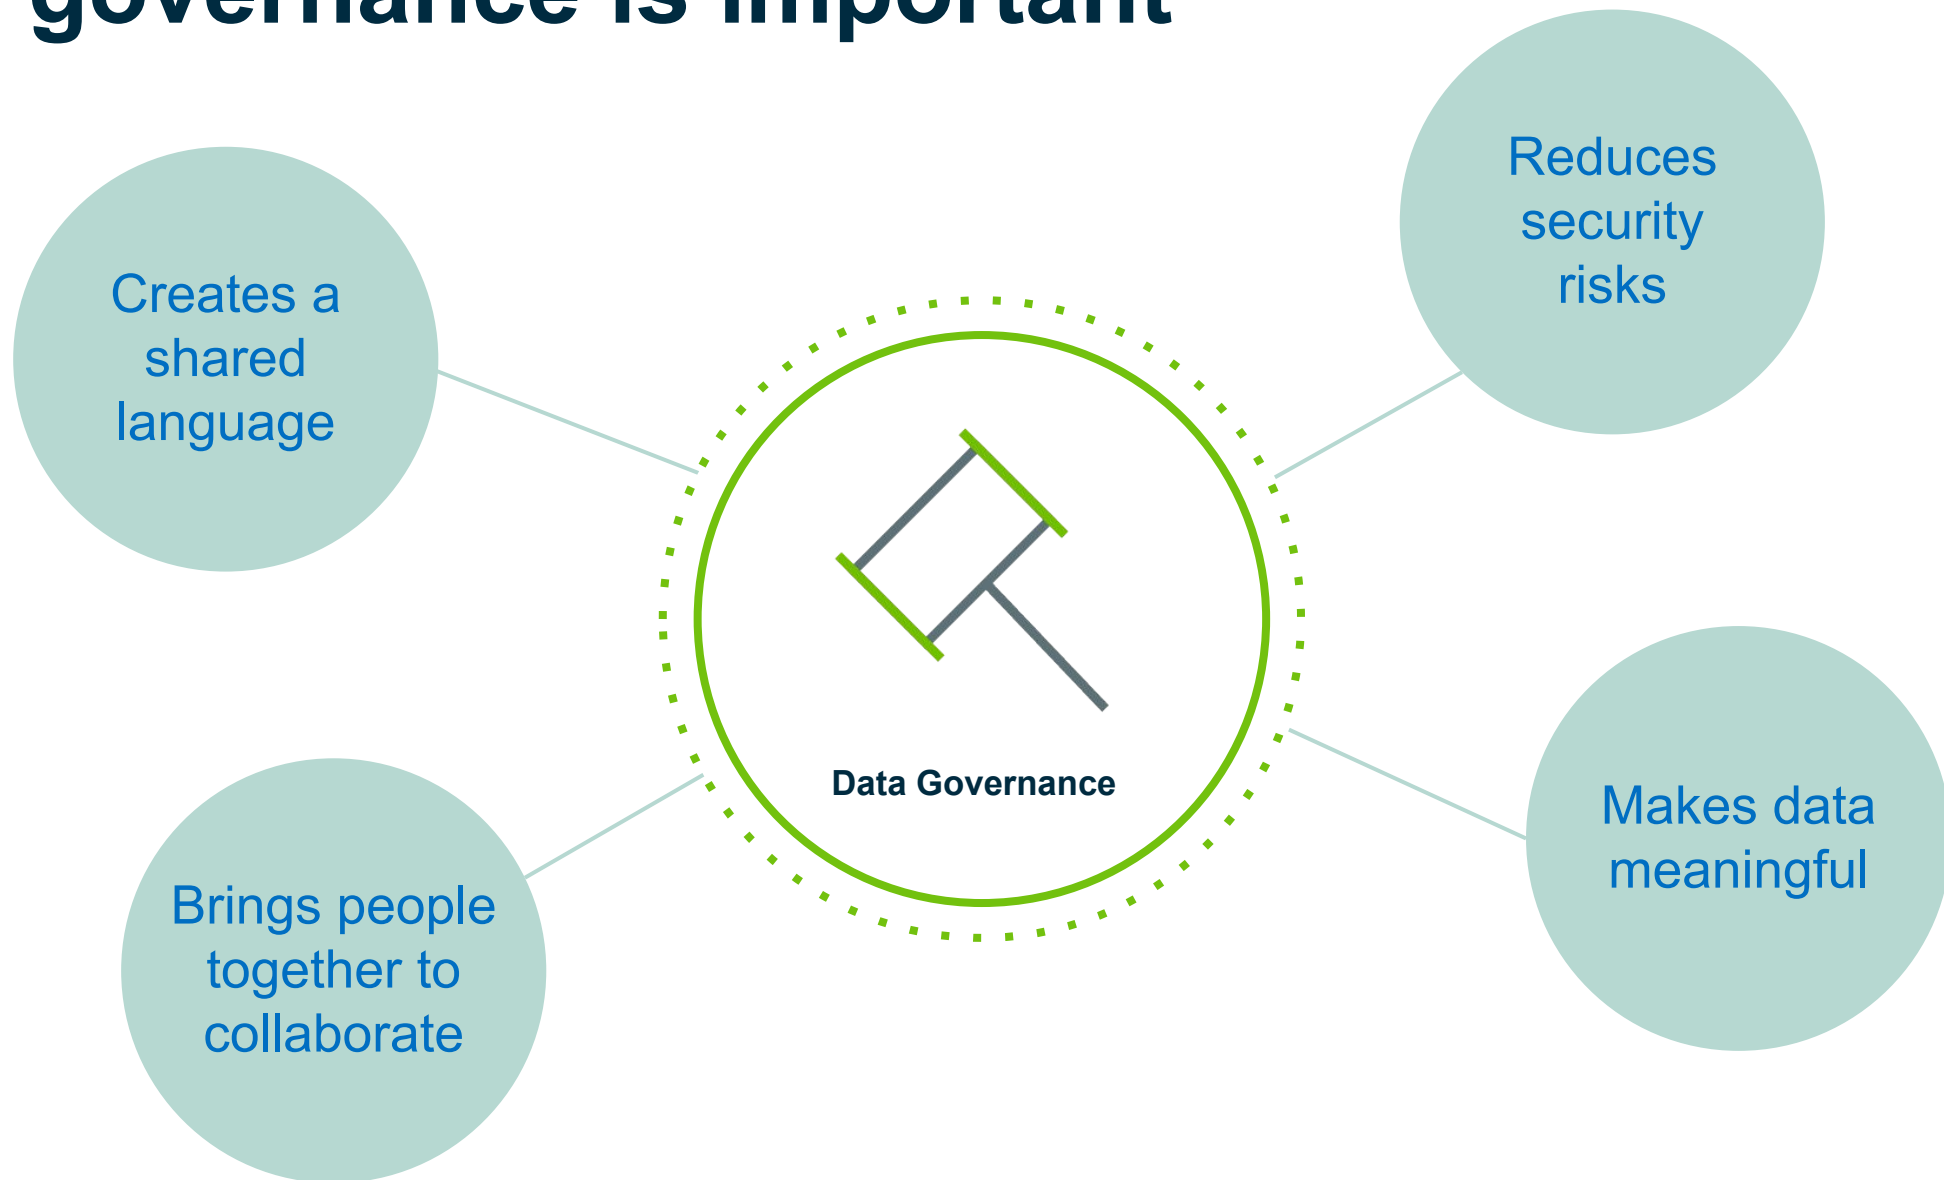 governance is important
Creates a
shared
language
Reduces
security
risks
Data Governance
Brings people
together to
collaborate
Makes data
meaningful